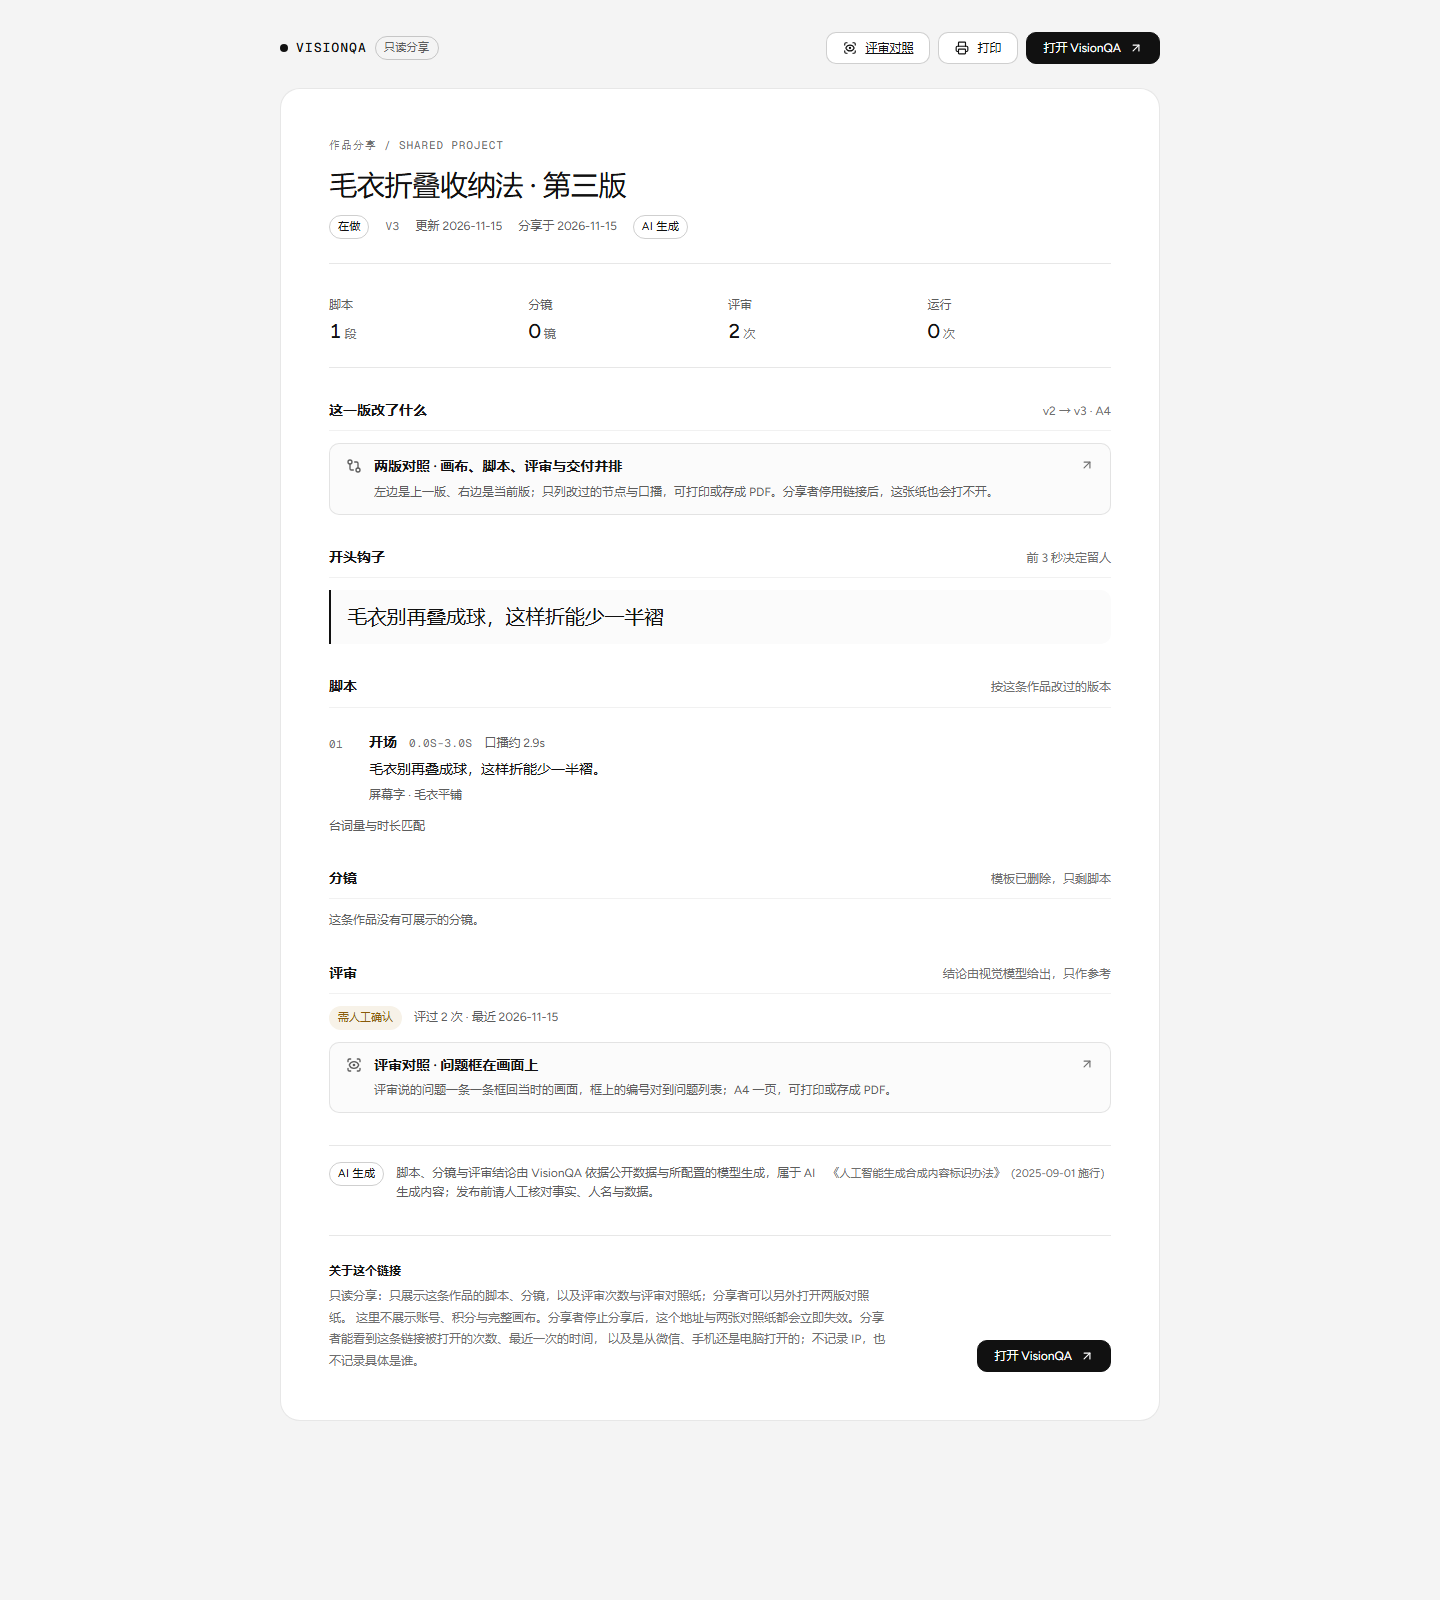 VISIONQA 只读分享 评审对照 打印 打开 VisionQA
作品分享 / SHARED PROJECT
毛衣折叠收纳法 · 第三版
在做 V3 更新 2026-11-15 分享于 2026-11-15 AI 生成
脚本 分镜 评审 运行
1 段 0 镜 2 次 0 次
这一版改了什么 v2 → v3 · A4
两版对照 · 画布、脚本、评审与交付并排
左边是上一版、右边是当前版；只列改过的节点与口播，可打印或存成 PDF。分享者停用链接后，这张纸也会打不开。
开头钩子 前 3 秒决定留人
毛衣别再叠成球，这样折能少一半褶
脚本 按这条作品改过的版本
01 开场 0.0S–3.0S 口播约 2.9s
毛衣别再叠成球，这样折能少一半褶。
屏幕字 · 毛衣平铺
台词量与时长匹配
分镜 模板已删除，只剩脚本
这条作品没有可展示的分镜。
评审 结论由视觉模型给出，只作参考
需人工确认 评过 2 次 · 最近 2026-11-15
评审对照 · 问题框在画面上
评审说的问题一条一条框回当时的画面，框上的编号对到问题列表；A4 一页，可打印或存成 PDF。
AI 生成 脚本、分镜与评审结论由 VisionQA 依据公开数据与所配置的模型生成，属于 AI 《人工智能生成合成内容标识办法》（2025-09-01 施行）
生成内容；发布前请人工核对事实、人名与数据。
关于这个链接
只读分享：只展示这条作品的脚本、分镜，以及评审次数与评审对照纸；分享者可以另外打开两版对照
纸。 这里不展示账号、积分与完整画布。分享者停止分享后，这个地址与两张对照纸都会立即失效。分享
者能看到这条链接被打开的次数、最近一次的时间， 以及是从微信、手机还是电脑打开的；不记录 IP，也
不记录具体是谁。
打开 VisionQA